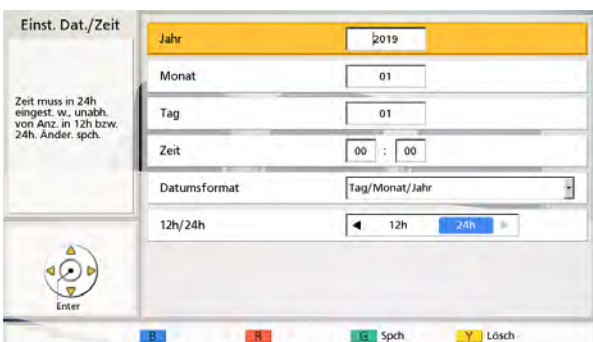 Einst. Dat./Zeit
Zeit muss in 24h
eingest. w., unabh.
von Anz. in 12h bzw.
24h. Änder. spch.
Jahr 2019
Monat 01
Tag 01
Zeit 00 : 00
Datumsformat Tag/Monat/Jahr
12h/24h 12h 24h
Enter
B R G Spch Y Lösch